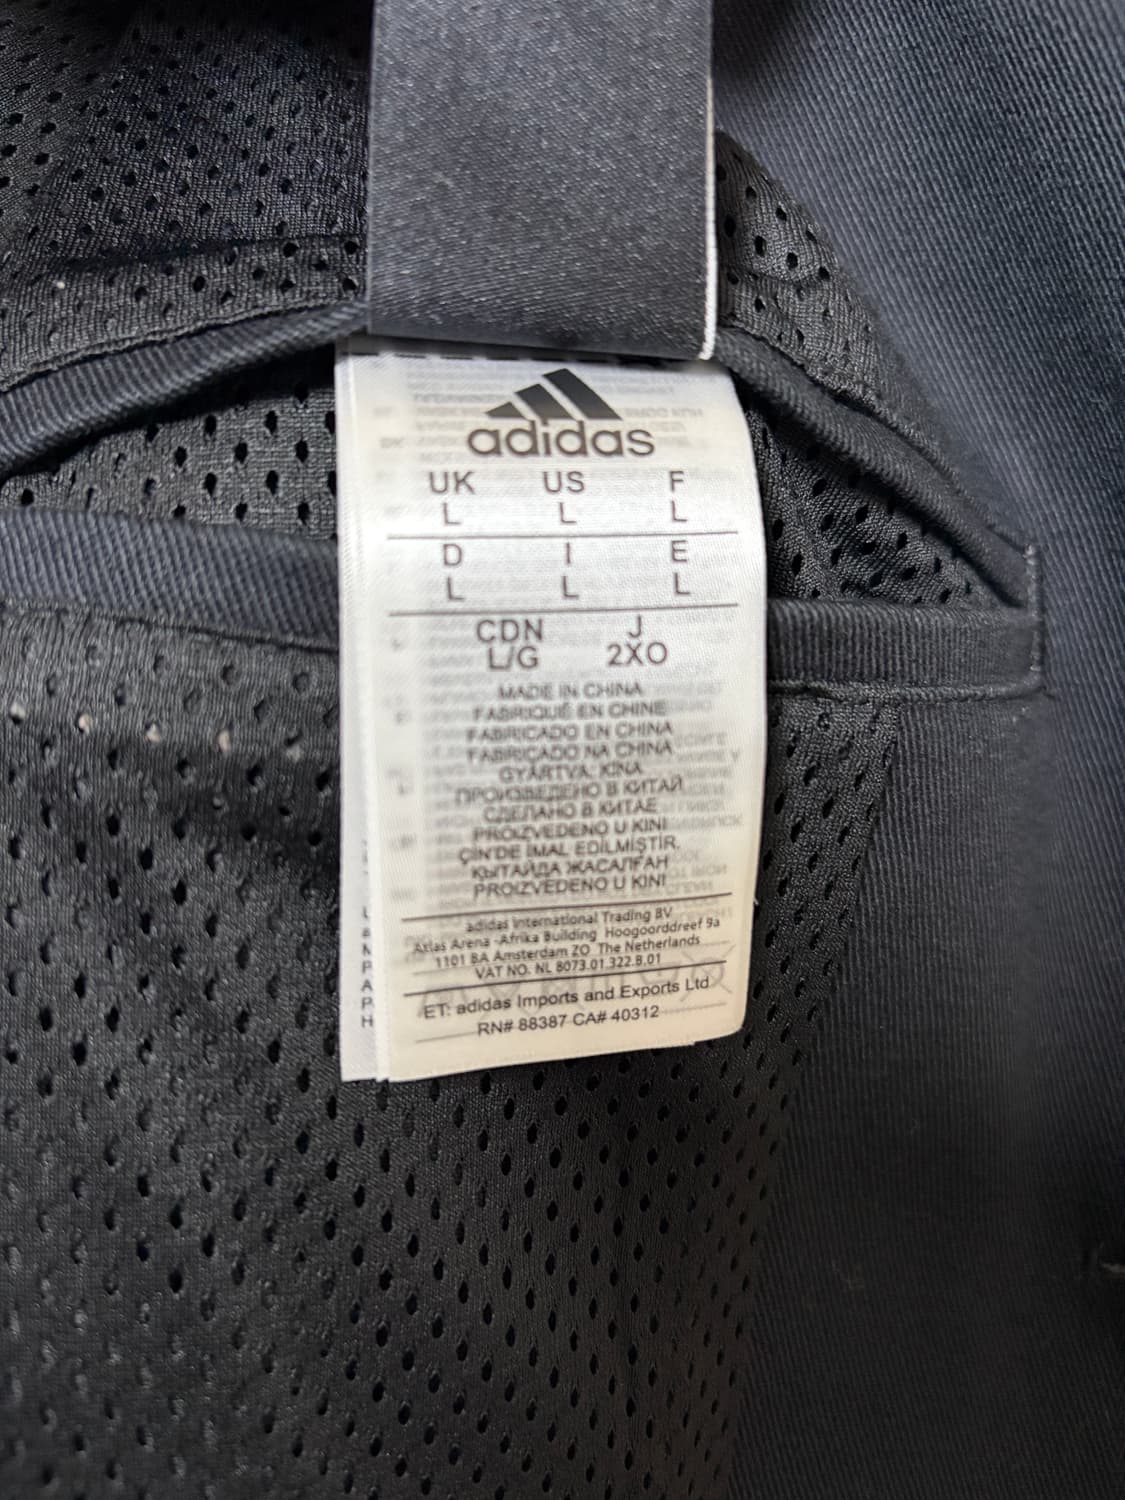 adidas
UK US F
L L L
D I E
L L L
CDN J
L/G 2XO
MADE IN CHINA
FABRIQUÉ EN CHINE
FABRICADO EN CHINA
FABRICADO NA CHINA
GYÁRTVA: KÍNA
ПРОИЗВЕДЕНО В КИТАЙ
СДЕЛАНО В КИТАЕ
PROIZVEDENO U KINI
ÇİN'DE İMAL EDİLMİŞTİR.
ҚЫТАЙДА ЖАСАЛҒАН
PROIZVEDENO U KINI
adidas International Trading BV
Atlas Arena -Afrika Building Hoogoorddreef 9a
1101 BA Amsterdam ZO The Netherlands
VAT NO. NL 8073.01.322.B.01
ET: adidas Imports and Exports Ltd
RN# 88387 CA# 40312